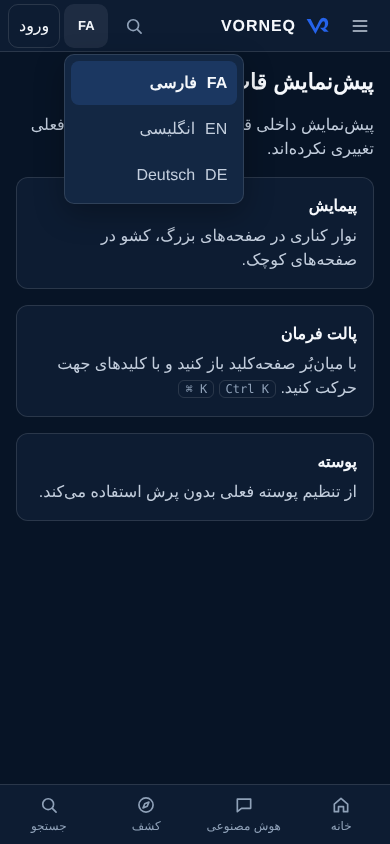 VORNEQ
FA
ورود
FA فارسی
EN انگلیسی
DE Deutsch
پیش‌نمایش
پیش‌نمایش داخلی
فعلی
تغییری نکرده‌اند.
پیمایش
نوار کناری در صفحه‌های بزرگ، کشو در
صفحه‌های کوچک.
پالت فرمان
با میان‌بُر صفحه‌کلید باز کنید و با کلیدهای جهت
حرکت کنید. Ctrl K ⌘ K
پوسته
از تنظیم پوسته فعلی بدون پرش استفاده می‌کند.
خانه
هوش مصنوعی
کشف
جستجو